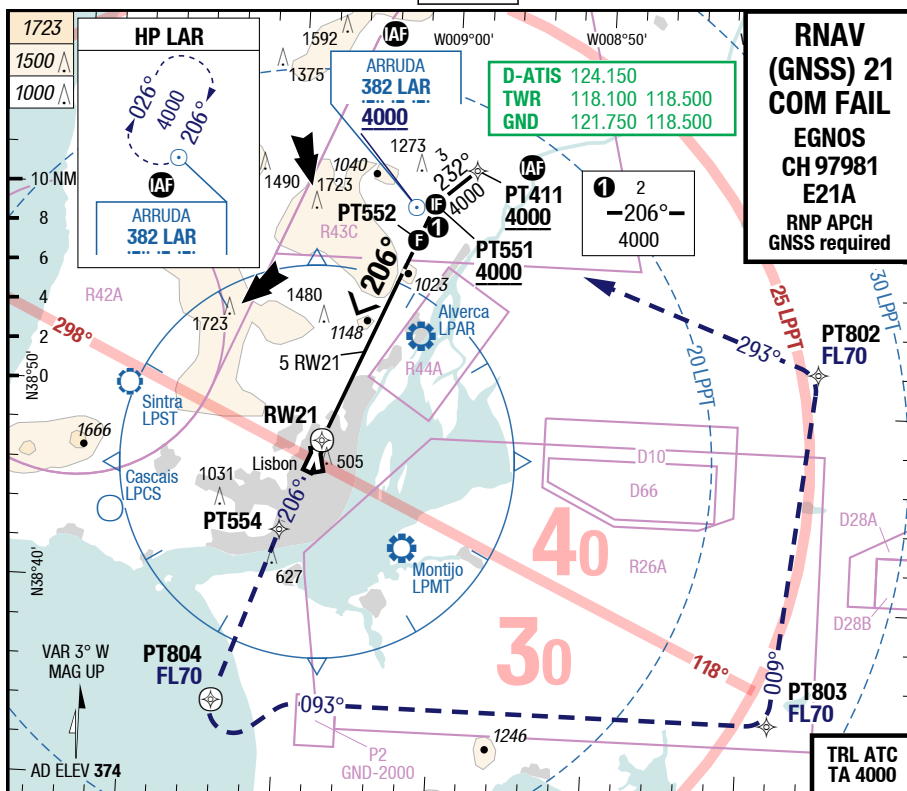 1723
1500
1000
HP LAR
026°
4000
206°
IAF
ARRUDA
382 LAR
1592
1375
IAF
ARRUDA
382 LAR
4000
W009°00'
W008°50'
D-ATIS 124.150
TWR 118.100 118.500
GND 121.750 118.500
RNAV
(GNSS) 21
COM FAIL
EGNOS
CH 97981
E21A
RNP APCH
GNSS required
10 NM
8
6
4
2
0
N38°50'
N38°40'
1490
1723
1040
1273
3
232°
4000
IAF
PT411
4000
R43C
PT552
IF
F
1
PT551
4000
1 2
206°
4000
206°
1023
R42A
1723
1480
1148
Alverca
LPAR
R44A
5 RW21
298°
Sintra
LPST
25 LPPT
30 LPPT
20 LPPT
293°
PT802
FL70
RW21
1666
Lisbon
505
1031
Cascais
LPCS
PT554
206°
D10
D66
R26A
D28A
D28B
40
30
627
Montijo
LPMT
118°
009°
VAR 3° W
MAG UP
AD ELEV 374
PT804
FL70
093°
PT803
FL70
P2
GND-2000
1246
TRL ATC
TA 4000